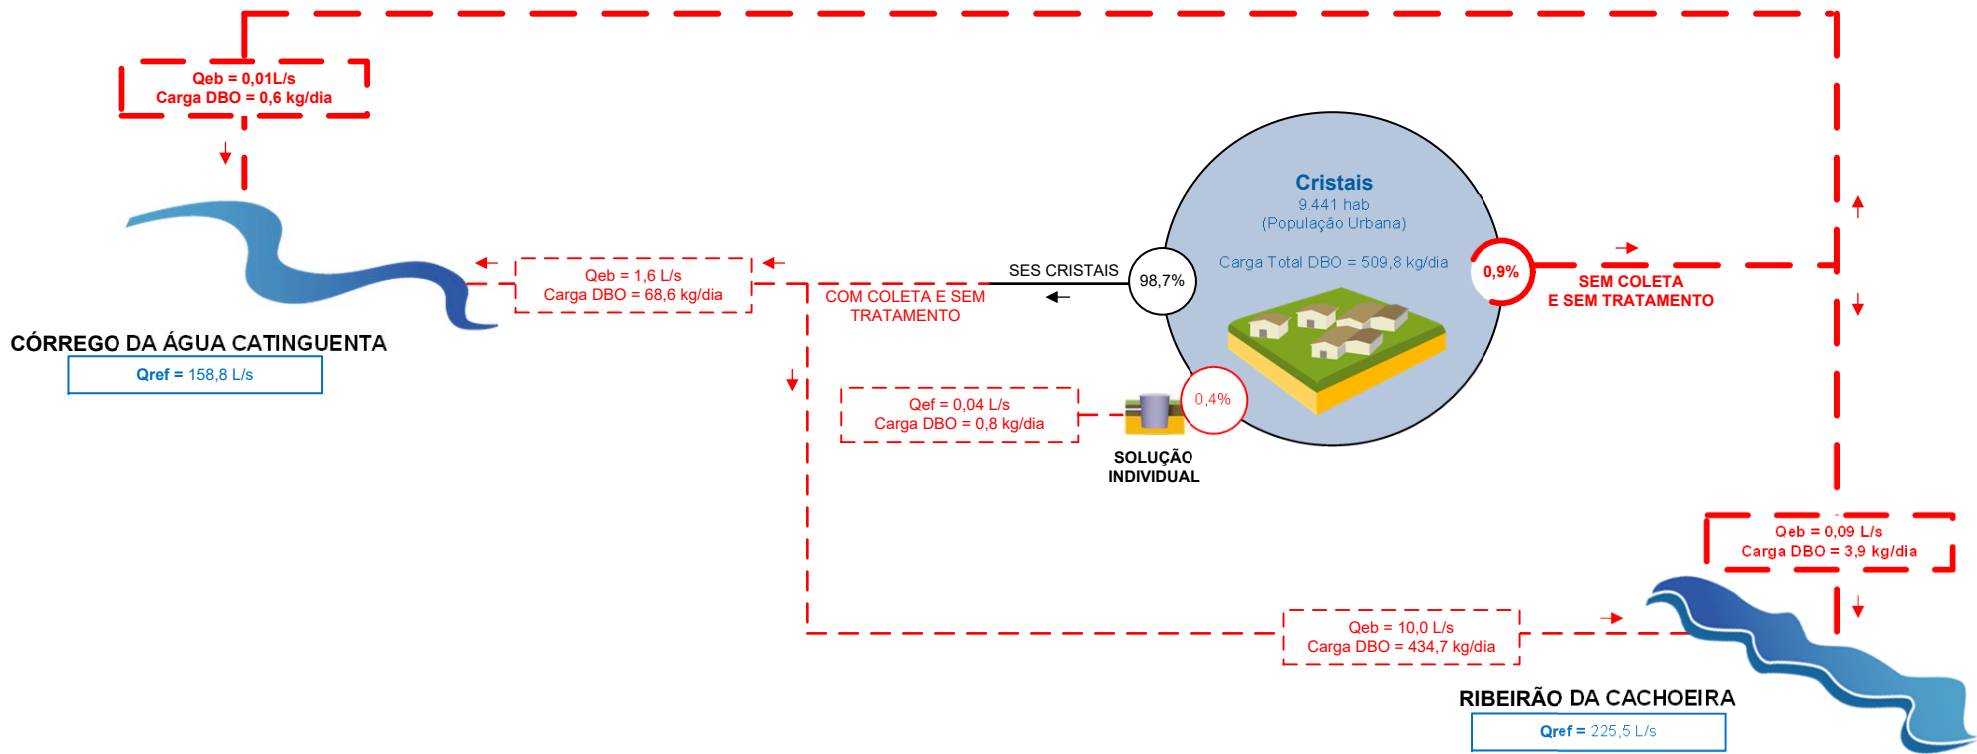 Qeb = 0,01L/s
Carga DBO = 0,6 kg/dia
Cristais
9.441 hab
(População Urbana)
Carga Total DBO = 509,8 kg/dia
0,9%
SEM COLETA
E SEM TRATAMENTO
98,7%
SES CRISTAIS
COM COLETA E SEM
TRATAMENTO
Qeb = 1,6 L/s
Carga DBO = 68,6 kg/dia
CÓRREGO DA ÁGUA CATINGUENTA
Qref = 158,8 L/s
0,4%
Qef = 0,04 L/s
Carga DBO = 0,8 kg/dia
SOLUÇÃO
INDIVIDUAL
Qeb = 0,09 L/s
Carga DBO = 3,9 kg/dia
Qeb = 10,0 L/s
Carga DBO = 434,7 kg/dia
RIBEIRÃO DA CACHOEIRA
Qref = 225,5 L/s